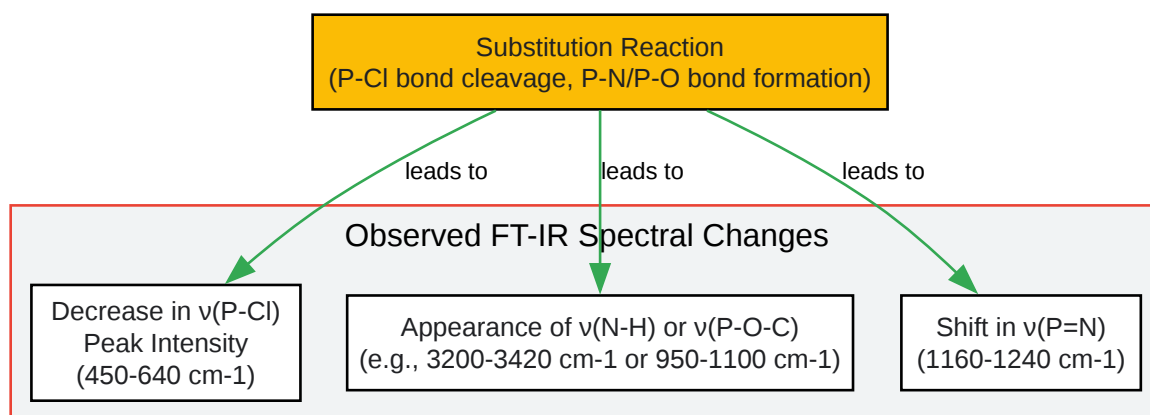 Substitution Reaction
(P-Cl bond cleavage, P-N/P-O bond formation)
leads to
leads to
leads to
Observed FT-IR Spectral Changes
Decrease in ν(P-Cl)
Peak Intensity
(450-640 cm-1)
Appearance of ν(N-H) or ν(P-O-C)
(e.g., 3200-3420 cm-1 or 950-1100 cm-1)
Shift in ν(P=N)
(1160-1240 cm-1)